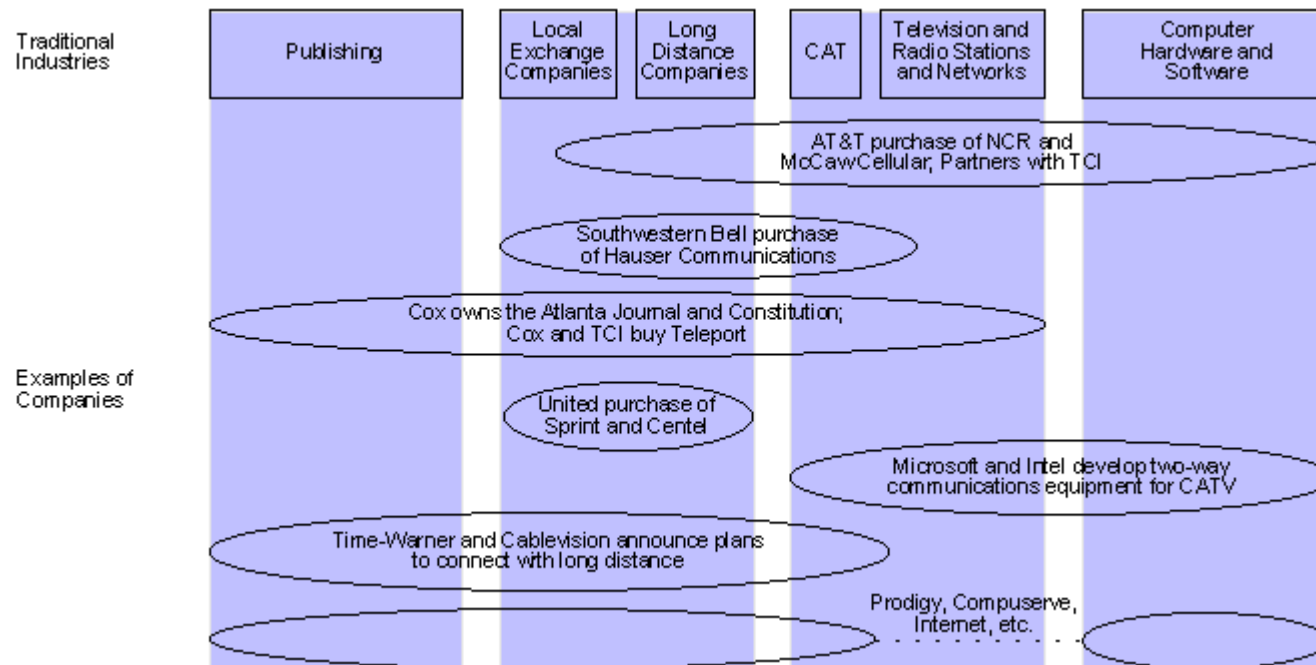 Traditional
Industries
Publishing
Local
Exchange
Companies
Long
Distance
Companies
CAT
Television and
Radio Stations
and Networks
Computer
Hardware and
Software
AT&T purchase of NCR and
McCaw Cellular; Partners with TCI
Southwestern Bell purchase
of Hauser Communications
Cox owns the Atlanta Journal and Constitution;
Cox and TCI buy Teleport
Examples of
Companies
United purchase of
Sprint and Centel
Microsoft and Intel develop two-way
communications equipment for CATV
Time-Warner and Cablevision announce plans
to connect with long distance
Prodigy, Compuserve,
Internet, etc.